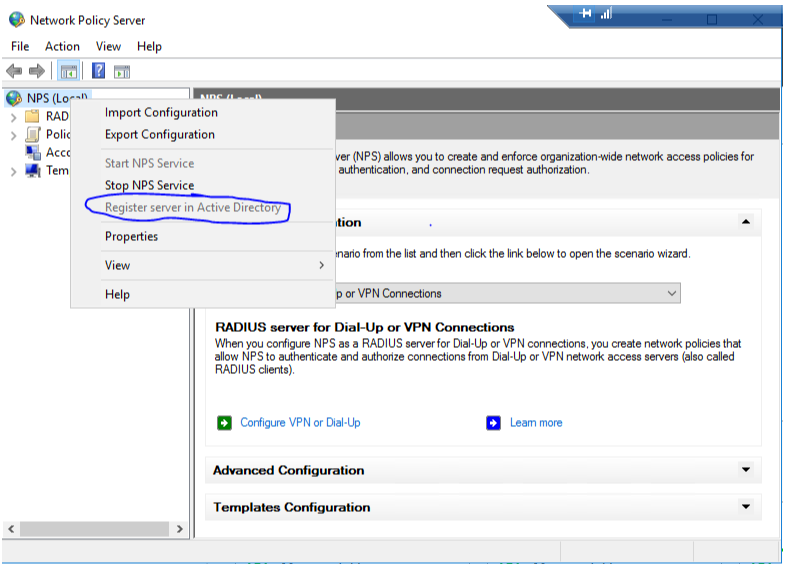 Network Policy Server
File Action View Help
NPS (Local)
NPS (Local)
RAD
Polic
Acco
Tem
Import Configuration
Export Configuration
Start NPS Service
Stop NPS Service
Register server in Active Directory
Properties
View
Help
ver (NPS) allows you to create and enforce organization-wide network access policies for
authentication, and connection request authorization.
tion
enario from the list and then click the link below to open the scenario wizard.
p or VPN Connections
RADIUS server for Dial-Up or VPN Connections
When you configure NPS as a RADIUS server for Dial-Up or VPN connections, you create network policies that
allow NPS to authenticate and authorize connections from Dial-Up or VPN network access servers (also called
RADIUS clients).
Configure VPN or Dial-Up
Learn more
Advanced Configuration
Templates Configuration